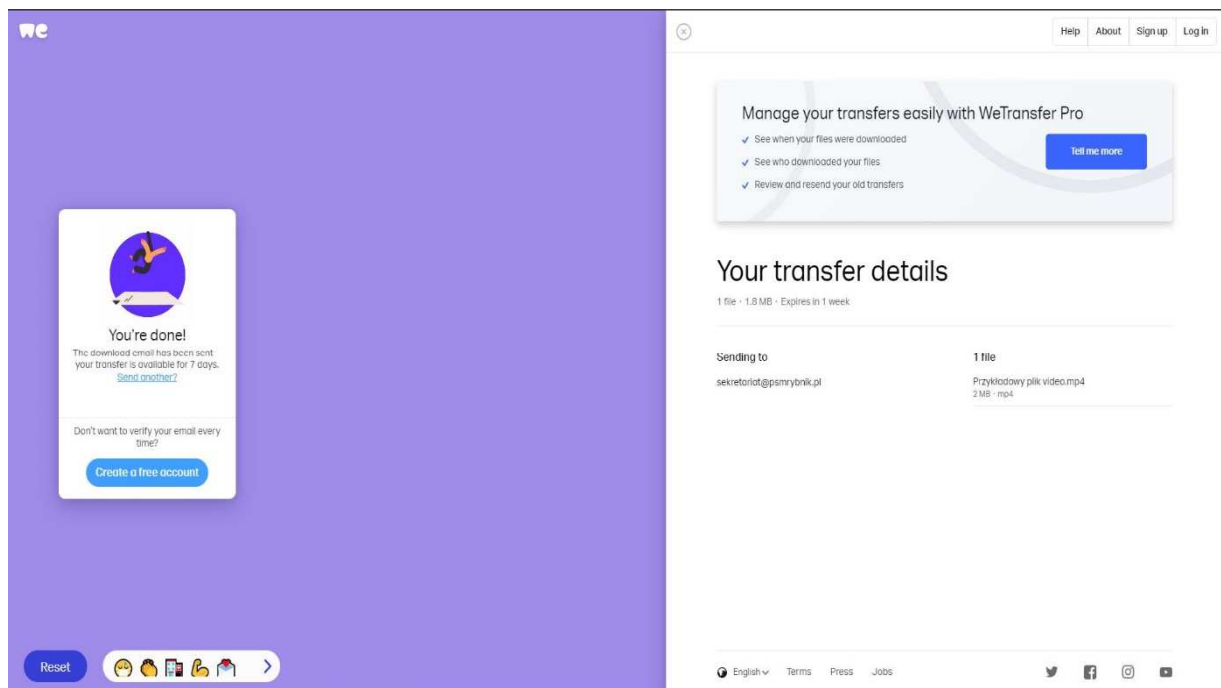 we
Help About Sign up Log in
Manage your transfers easily with WeTransfer Pro
See when your files were downloaded
See who downloaded your files
Review and resend your old transfers
Tell me more
You're done!
The download email has been sent
your transfer is available for 7 days.
Send another?
Don't want to verify your email every
time?
Create a free account
Your transfer details
1 file · 1.8 MB · Expires in 1 week
Sending to
sekretariat@psmrybnik.pl
1 file
Przykładowy plik video.mp4
2 MB · mp4
Reset
English Terms Press Jobs